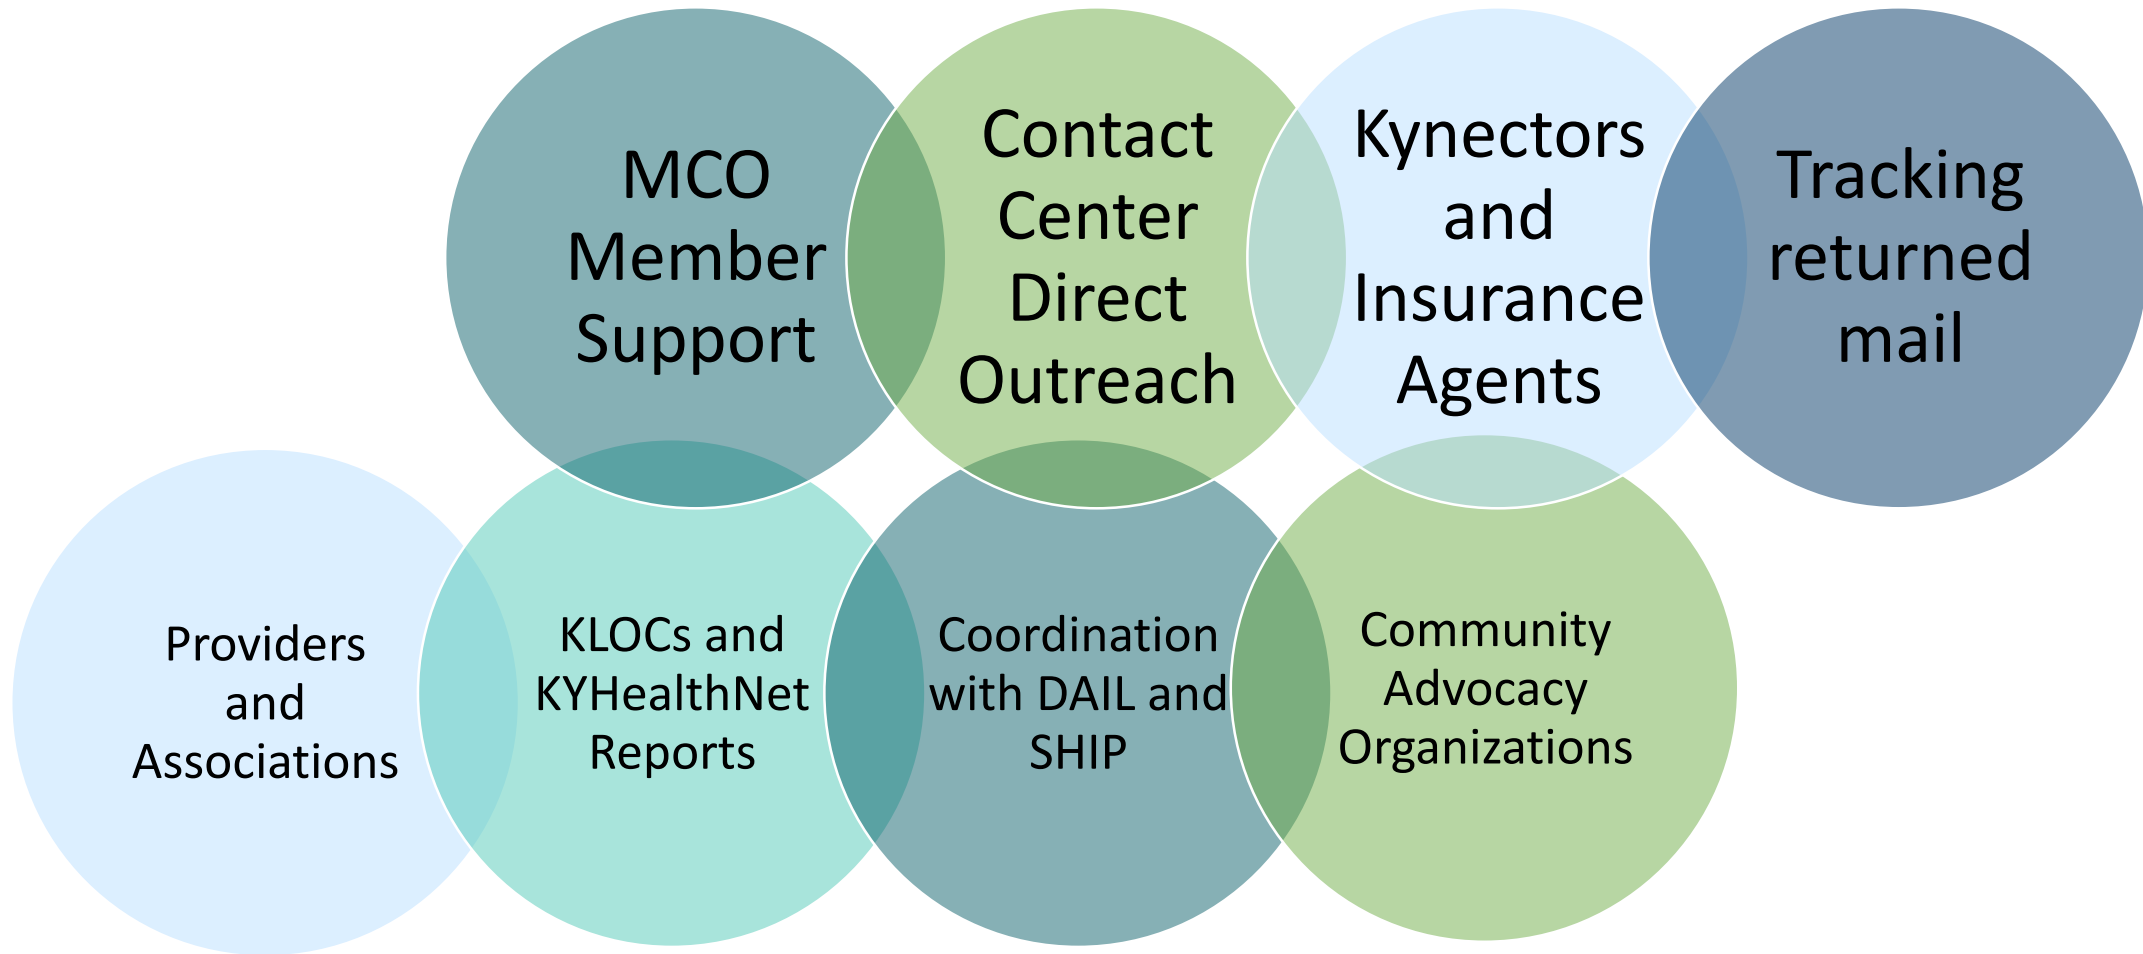 MCO
Member
Support
Contact
Center
Direct
Outreach
Kynectors
and
Insurance
Agents
Tracking
returned
mail
Providers
and
Associations
KLOCs and
KYHealthNet
Reports
Coordination
with DAIL and
SHIP
Community
Advocacy
Organizations